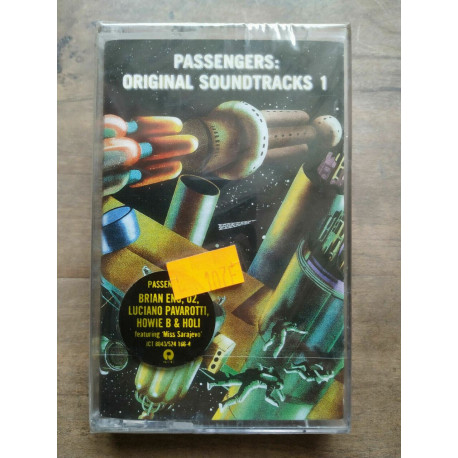 PASSENGERS:
ORIGINAL SOUNDTRACKS 1
BRIAN ENO, U2,
LUCIANO PAVAROTTI,
HOWIE B & HOLI
featuring 'Miss Sarajevo'